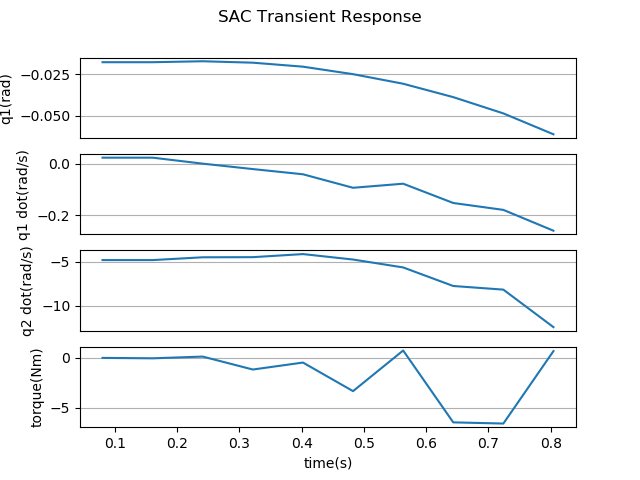 SAC Transient Response
q1(rad)
−0.025
−0.050
q1 dot(rad/s)
0.0
−0.2
q2 dot(rad/s)
−5
−10
torque(Nm)
0
−5
0.1 0.2 0.3 0.4 0.5 0.6 0.7 0.8
time(s)